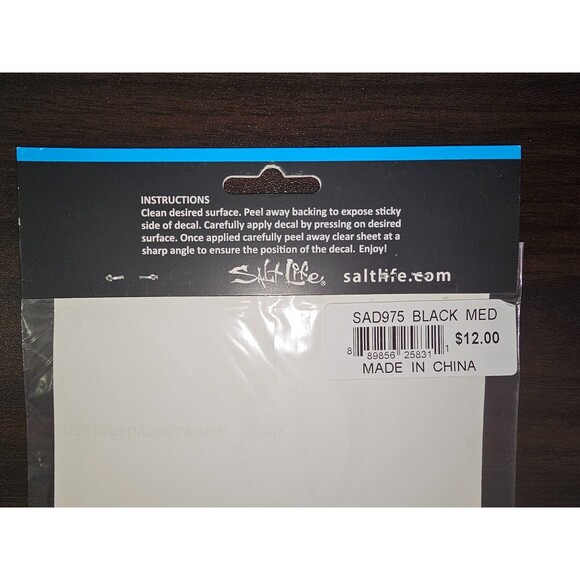 INSTRUCTIONS
Clean desired surface. Peel away backing to expose sticky
side of decal. Carefully apply decal by pressing on desired
surface. Once applied carefully peel away clear sheet at a
sharp angle to ensure the position of the decal. Enjoy!
Salt Life® saltlife.com
SAD975 BLACK MED
$12.00
8 89856 25831 1
MADE IN CHINA